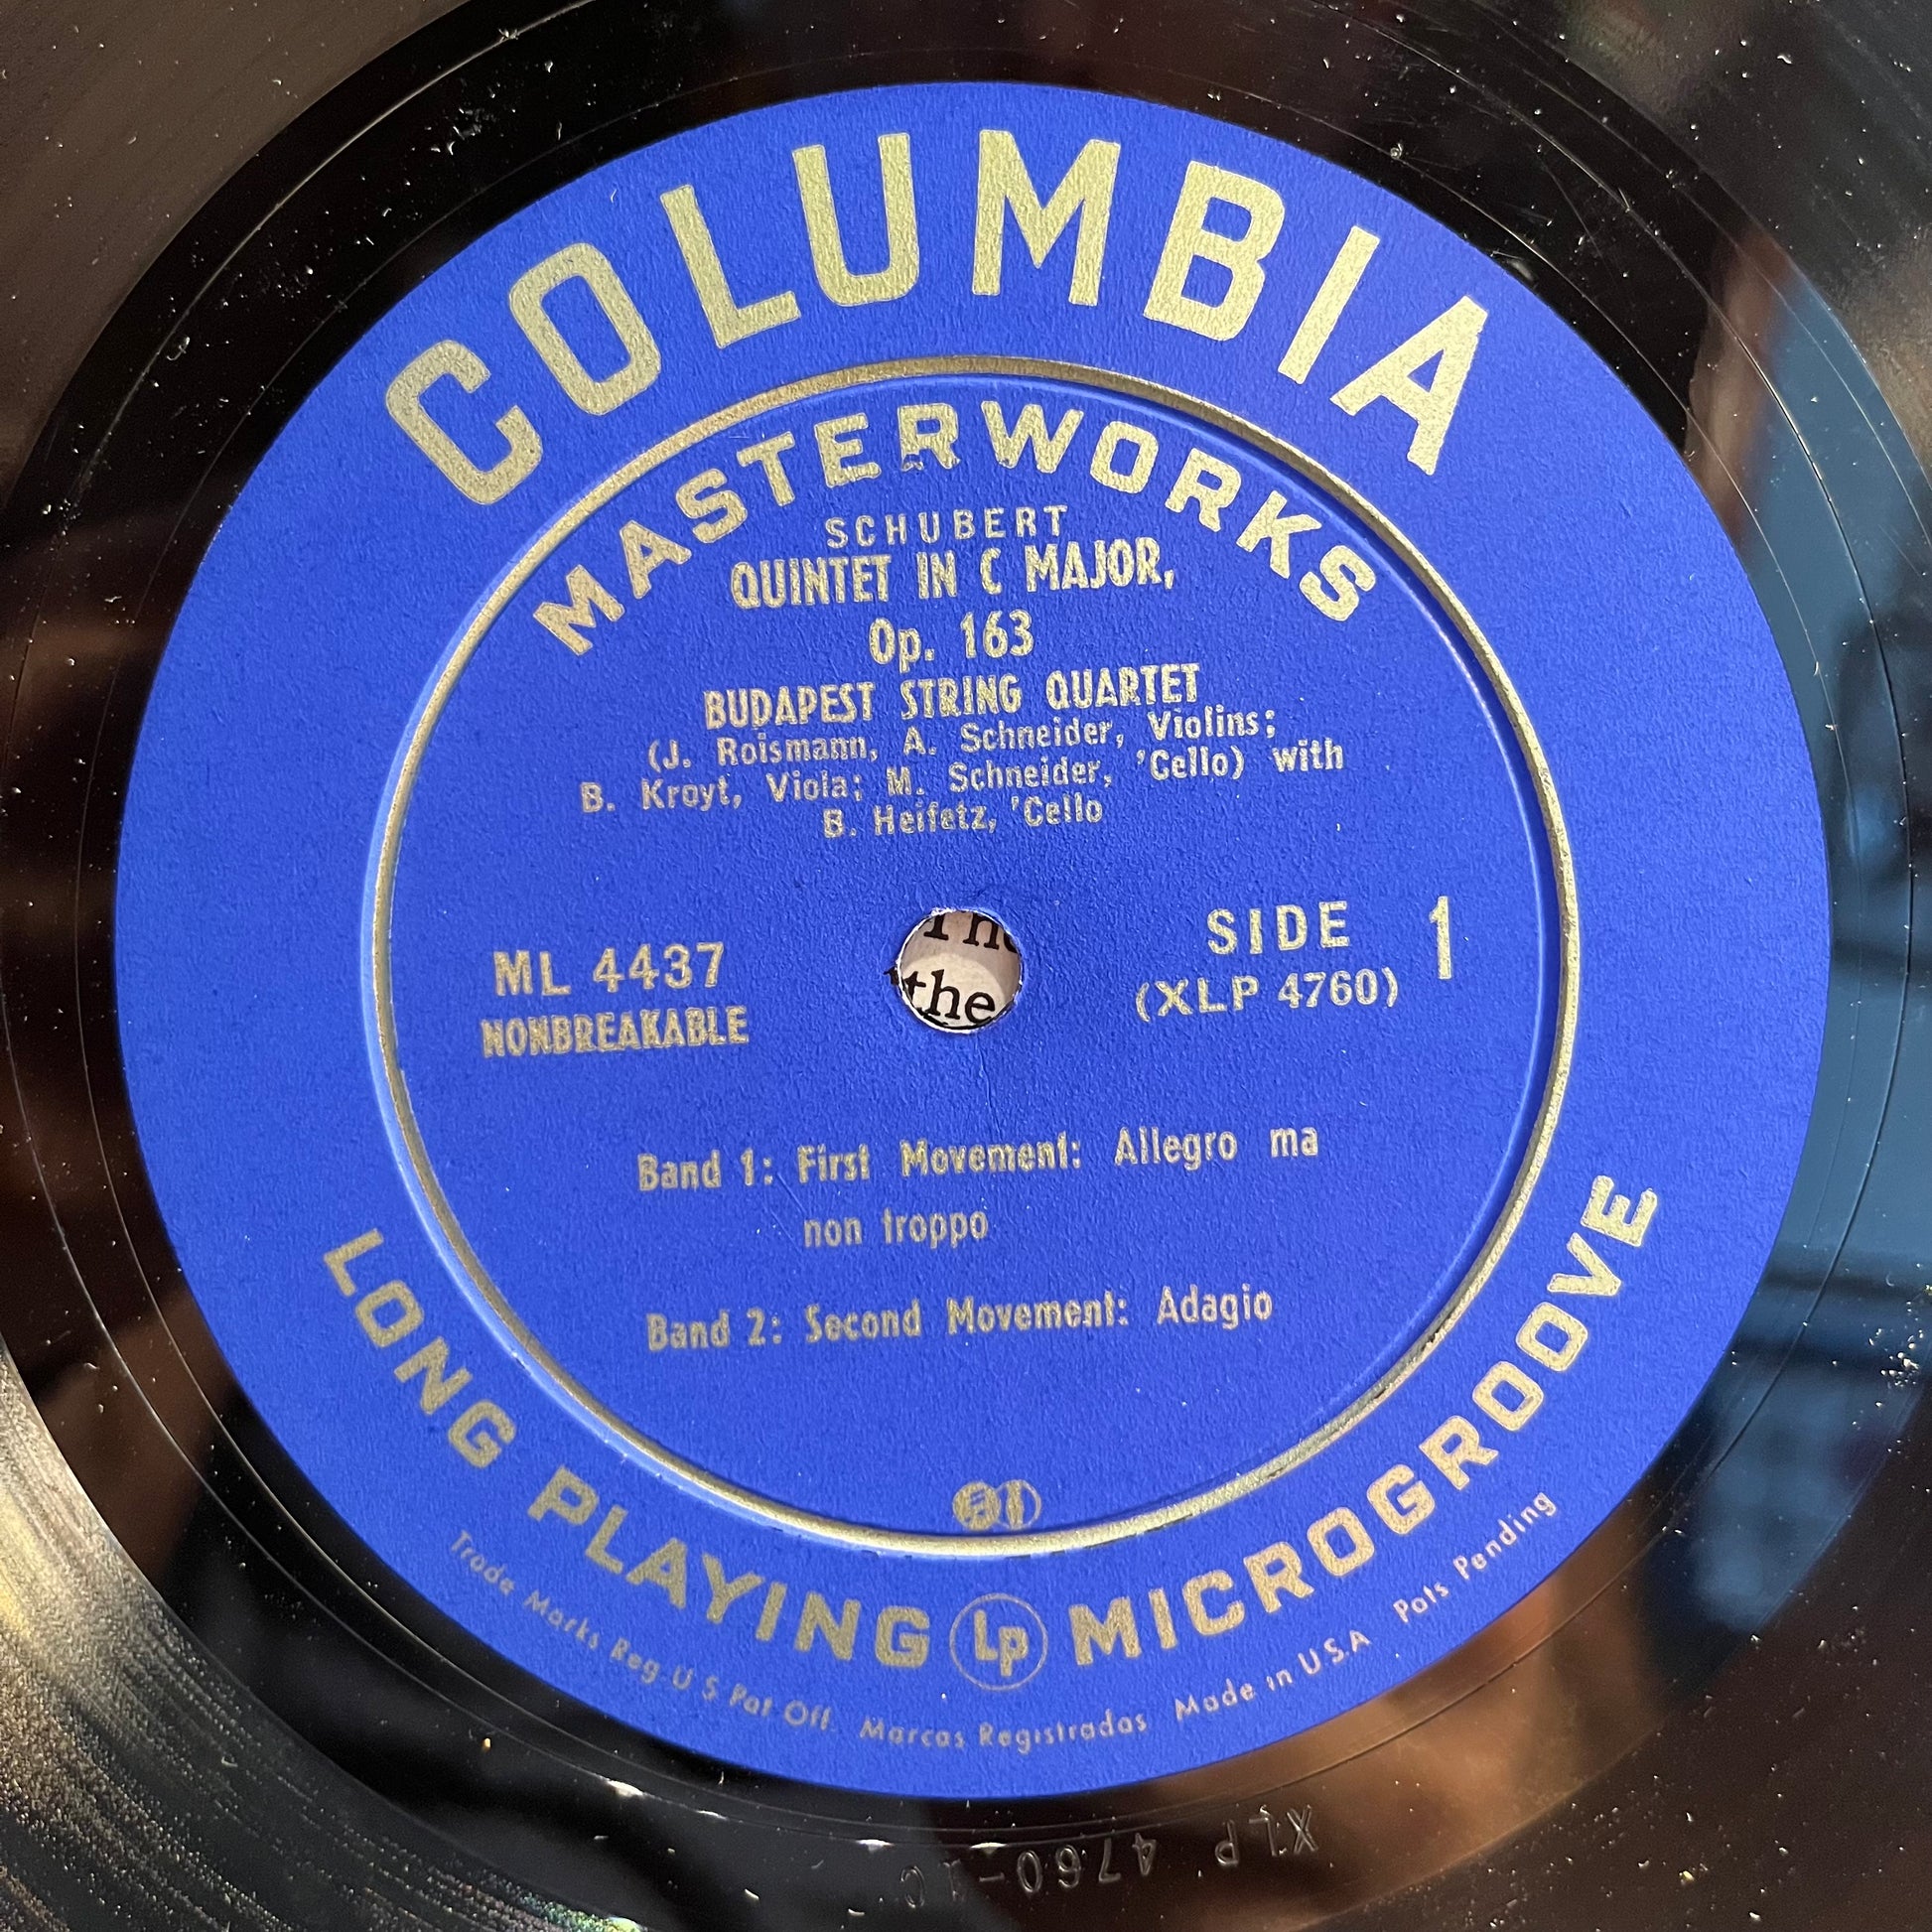 COLUMBIA
MASTERWORKS
SCHUBERT
QUINTET IN C MAJOR,
Op. 163
BUDAPEST STRING QUARTET
(J. Roismann, A. Schneider, Violins;
B. Kroyt, Viola; M. Schneider, 'Cello) with
B. Heifetz, 'Cello
ML 4437
NONBREAKABLE
SIDE 1
(XLP 4760)
the
Band 1: First Movement: Allegro ma
non troppo
Band 2: Second Movement: Adagio
LONG PLAYING Lp MICROGROOVE
Trade Marks Reg. U S Pat Off. Marcas Registradas Made in U.S.A Pats Pending
XLP 4760-1C